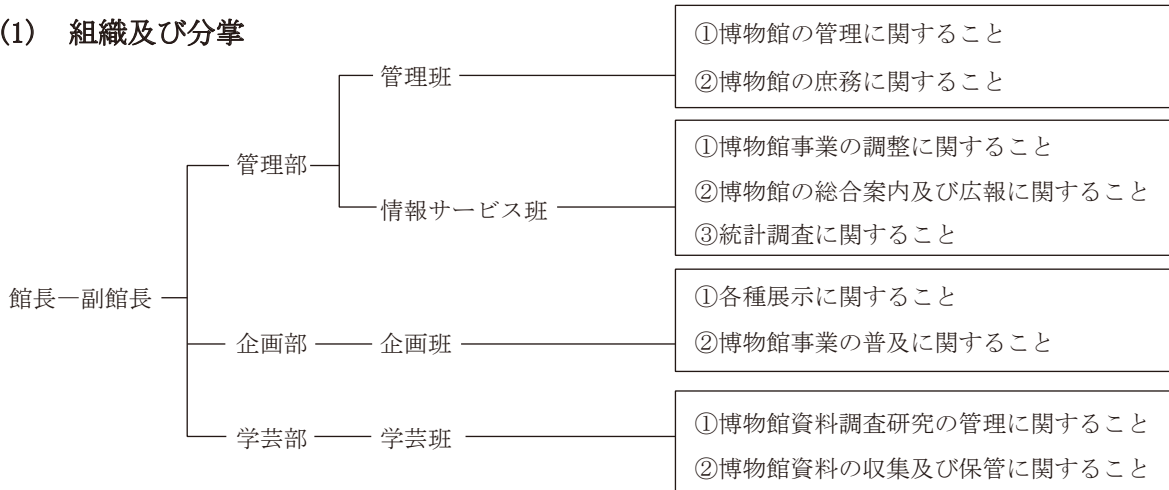 (1) 組織及び分掌
①博物館の管理に関すること
管理班
②博物館の庶務に関すること
①博物館事業の調整に関すること
管理部
②博物館の総合案内及び広報に関すること
情報サービス班
③統計調査に関すること
館長―副館長
①各種展示に関すること
企画部
企画班
②博物館事業の普及に関すること
①博物館資料調査研究の管理に関すること
学芸部
学芸班
②博物館資料の収集及び保管に関すること